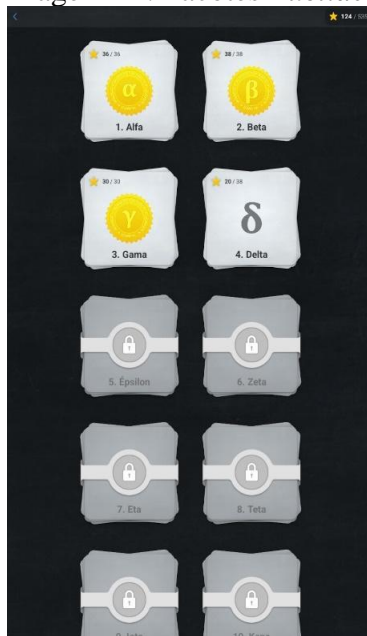 124
36 / 36
38 / 38
α
β
1. Alfa
2. Beta
30 / 30
20 / 38
γ
δ
3. Gama
4. Delta
5. Épsilon
6. Zeta
7. Eta
8. Teta